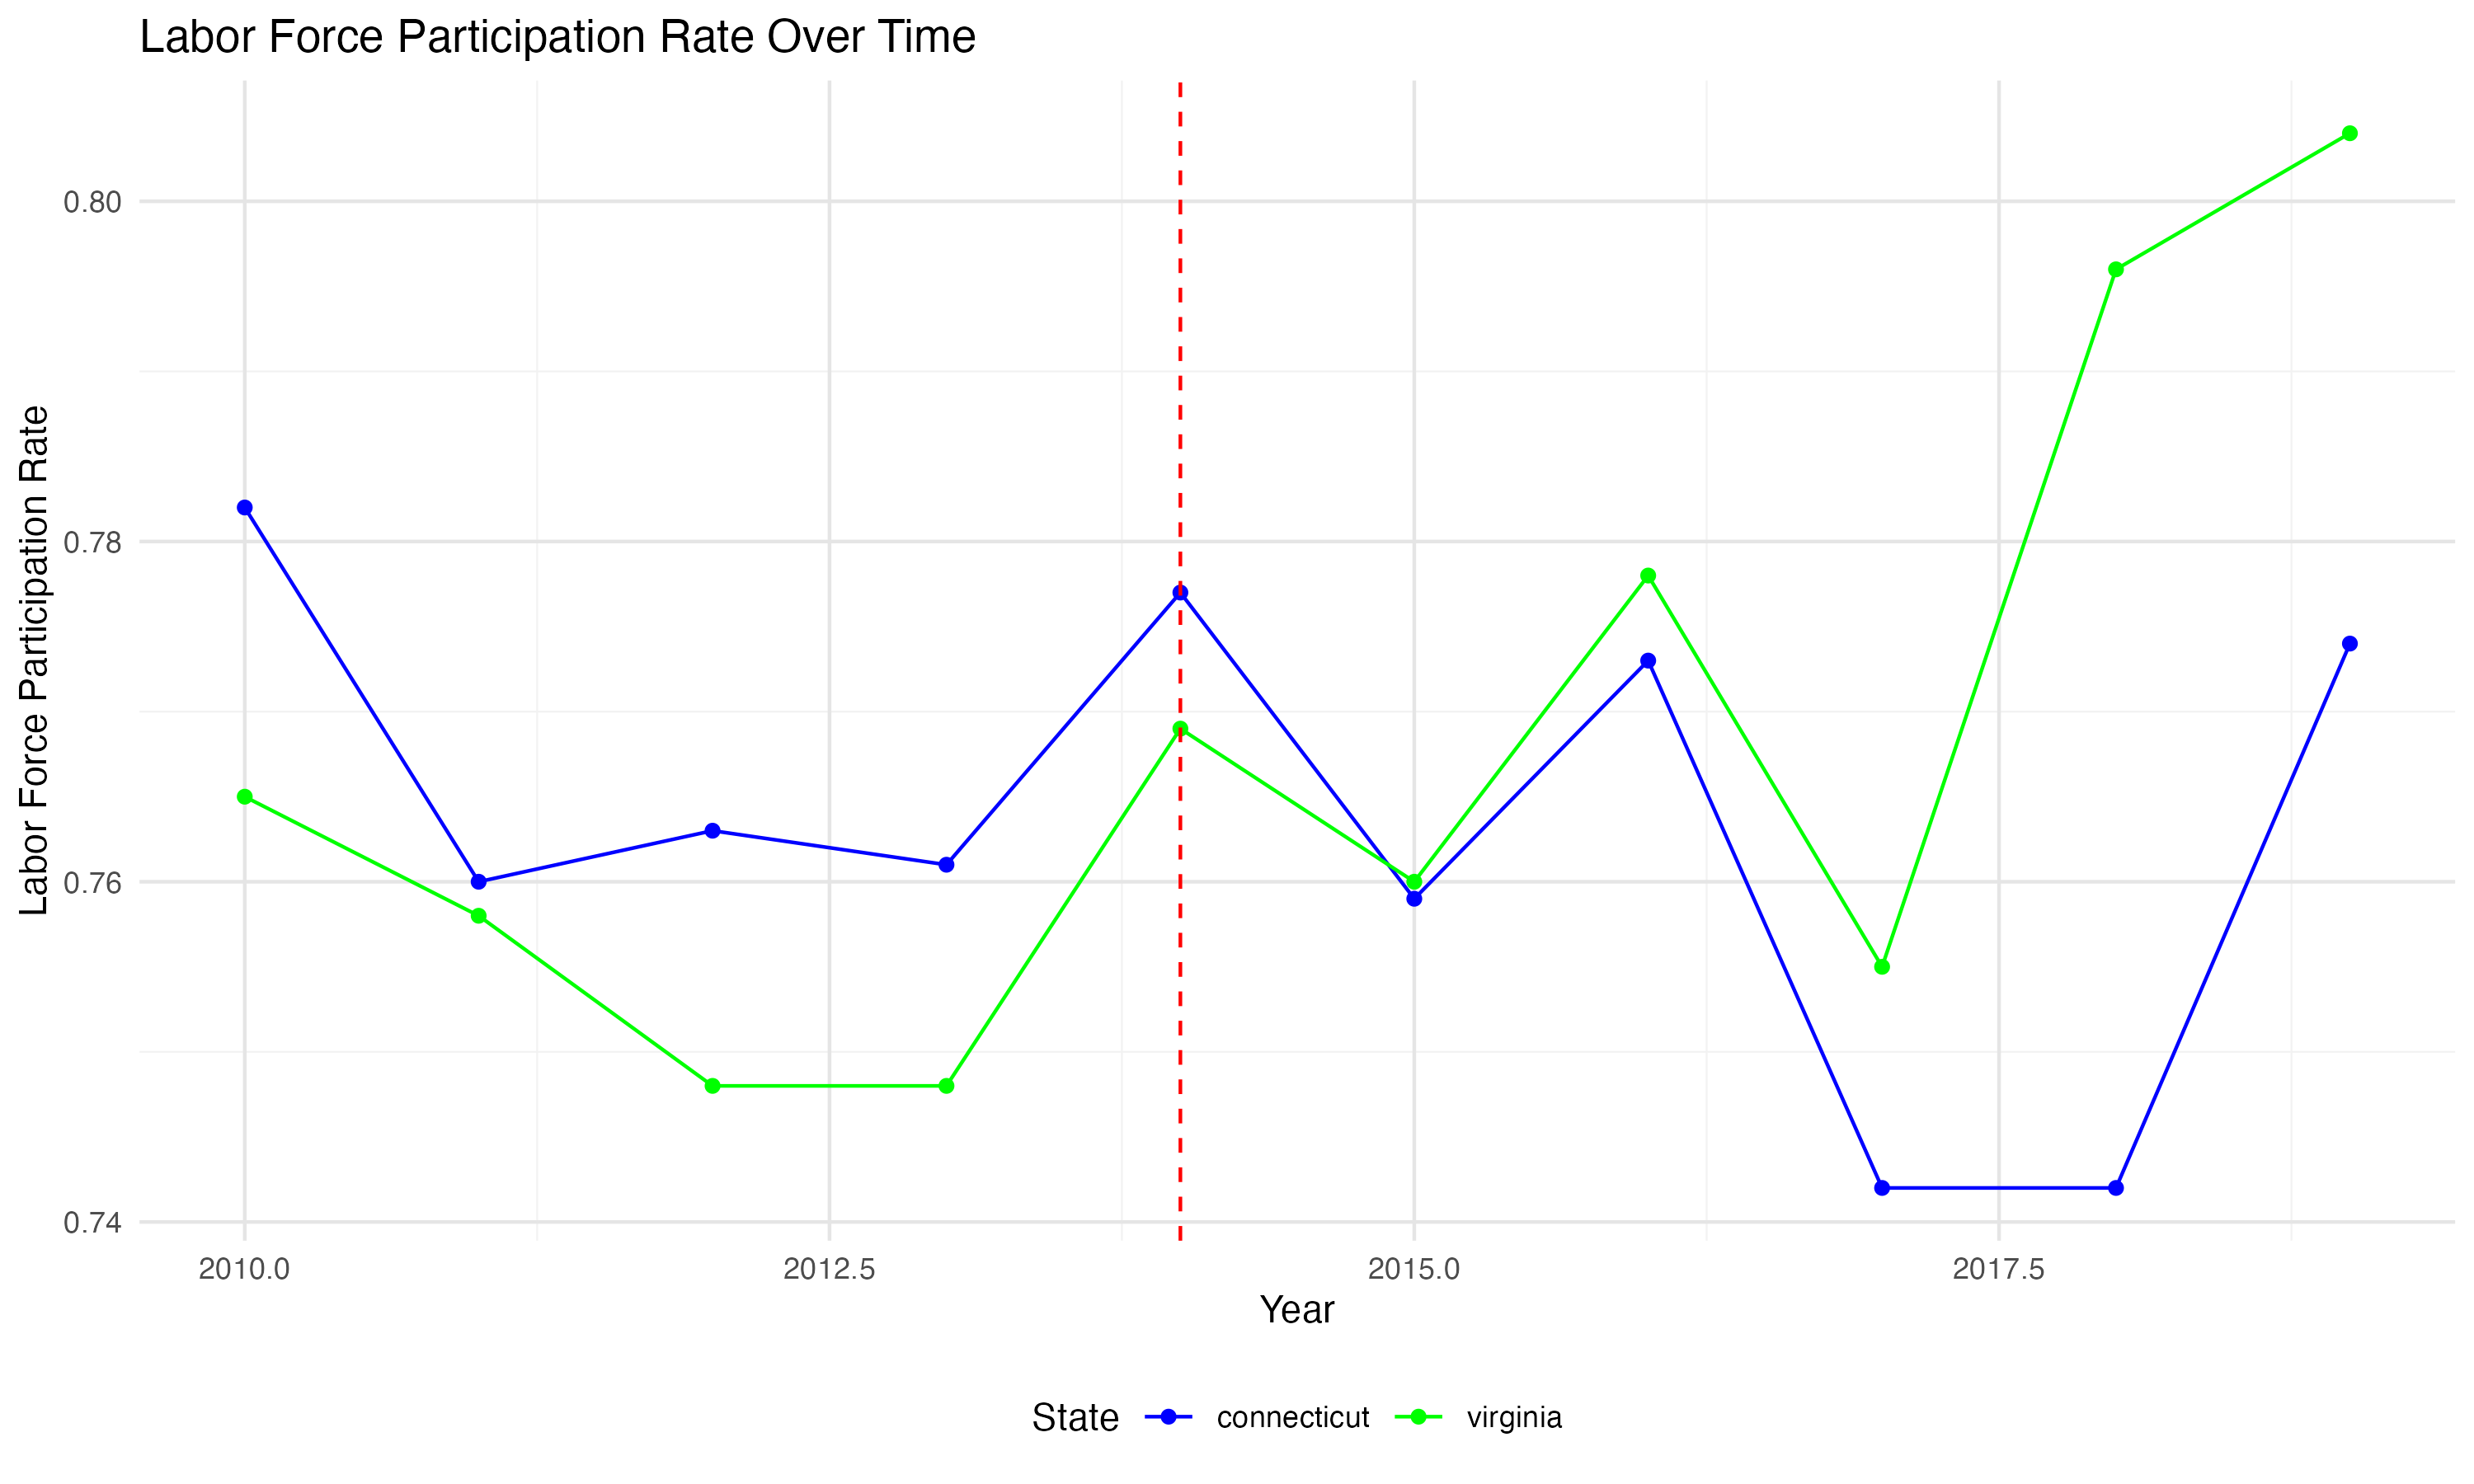 Labor Force Participation Rate Over Time
Labor Force Participation Rate
0.80
0.78
0.76
0.74
2010.0 2012.5 2015.0 2017.5
Year
State connecticut virginia